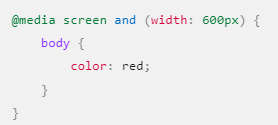 @media screen and (width: 600px) {
    body {
        color: red;
    }
}